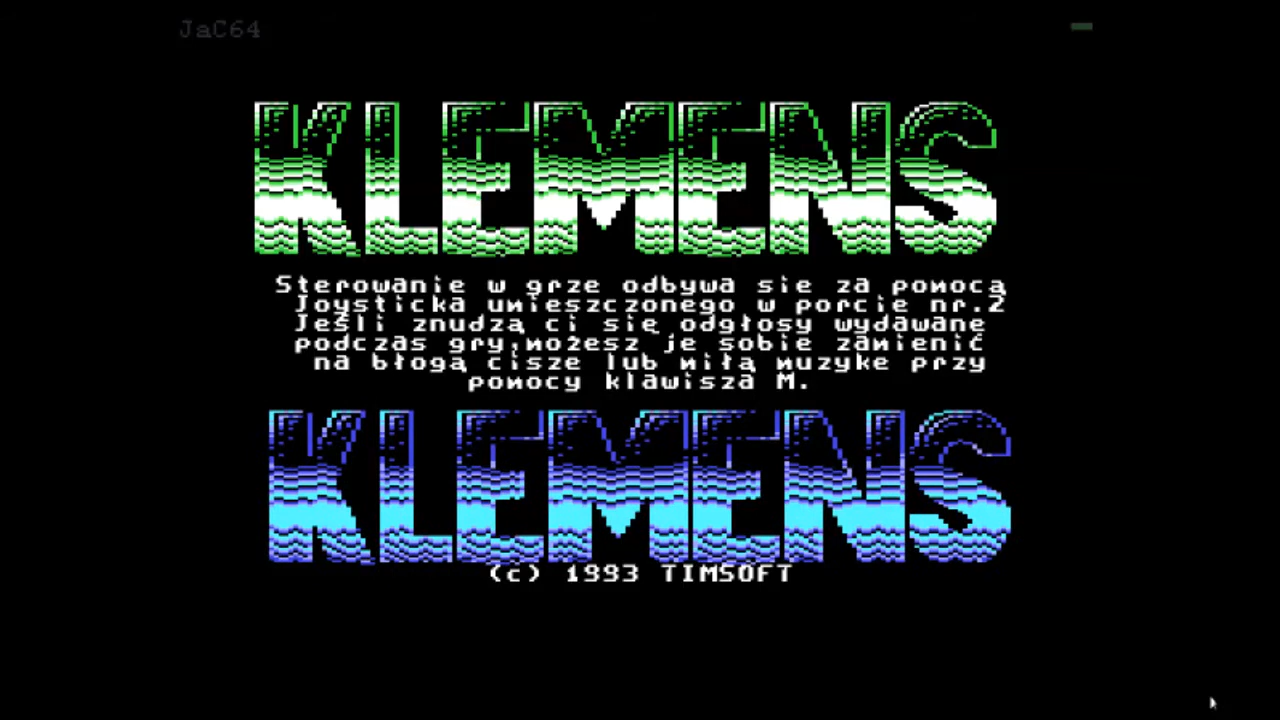 JaC64
KLEMENS
Sterowanie w grze odbywa sie za pomocą
Joysticka umieszczonego w porcie nr.2
Jeśli znudzą ci się odgłosy wydawane
podczas gry,możesz je sobie zamienić
na błogą cisze lub miłą muzyke przy
pomocy klawisza M.
KLEMENS
(c) 1993 TIMSOFT